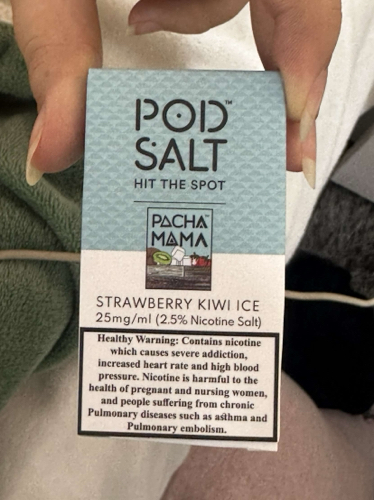 POD™
SALT
HIT THE SPOT
PACHA
MAMA
STRAWBERRY KIWI ICE
25mg/ml (2.5% Nicotine Salt)
Healthy Warning: Contains nicotine
which causes severe addiction,
increased heart rate and high blood
pressure. Nicotine is harmful to the
health of pregnant and nursing women,
and people suffering from chronic
Pulmonary diseases such as asthma and
Pulmonary embolism.